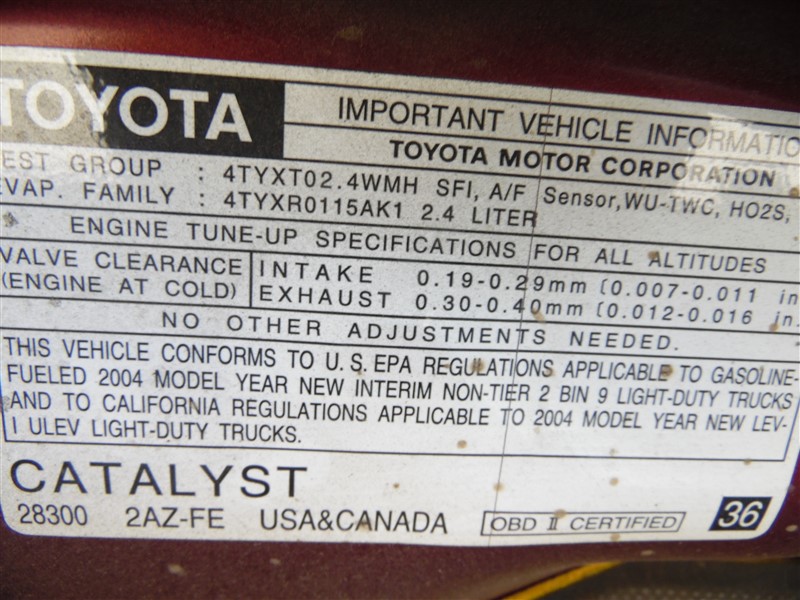 TOYOTA
IMPORTANT VEHICLE INFORMATIO
TOYOTA MOTOR CORPORATION
EST GROUP : 4TYXT02.4WMH SFI, A/F Sensor,WU-TWC, HO2S,
EVAP. FAMILY : 4TYXR0115AK1 2.4 LITER
ENGINE TUNE-UP SPECIFICATIONS FOR ALL ALTITUDES
VALVE CLEARANCE INTAKE 0.19-0.29mm (0.007-0.011 in
(ENGINE AT COLD) EXHAUST 0.30-0.40mm (0.012-0.016 in.
NO OTHER ADJUSTMENTS NEEDED.
THIS VEHICLE CONFORMS TO U.S.EPA REGULATIONS APPLICABLE TO GASOLINE-
FUELED 2004 MODEL YEAR NEW INTERIM NON-TIER 2 BIN 9 LIGHT-DUTY TRUCKS
AND TO CALIFORNIA REGULATIONS APPLICABLE TO 2004 MODEL YEAR NEW LEV-
I ULEV LIGHT-DUTY TRUCKS.
CATALYST
28300 2AZ-FE USA&CANADA OBD II CERTIFIED 36